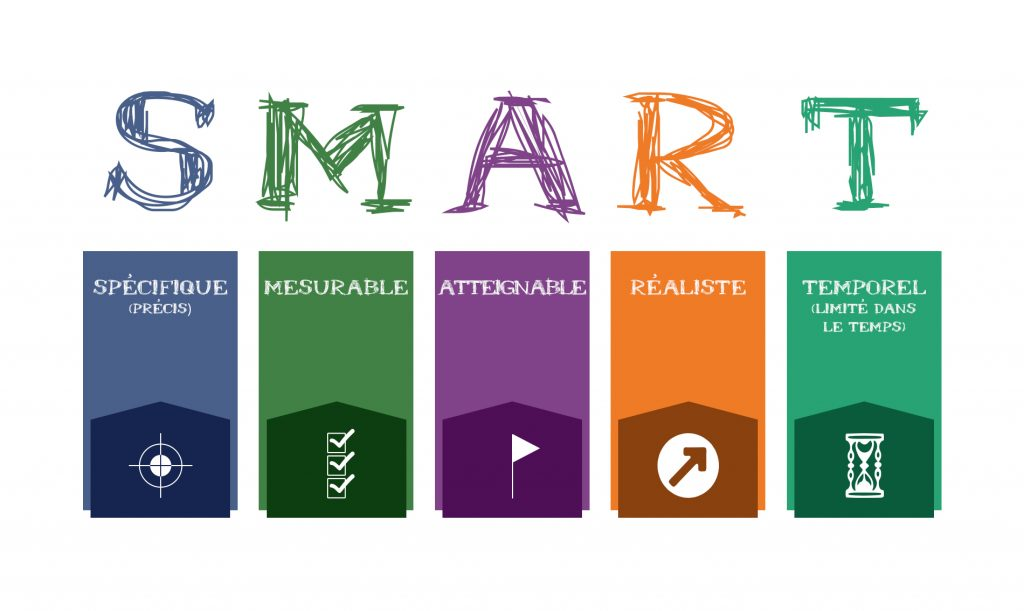 SMART
SPÉCIFIQUE
(PRÉCIS)
MESURABLE
ATTEIGNABLE
RÉALISTE
TEMPOREL
(LIMITÉ DANS
LE TEMPS)